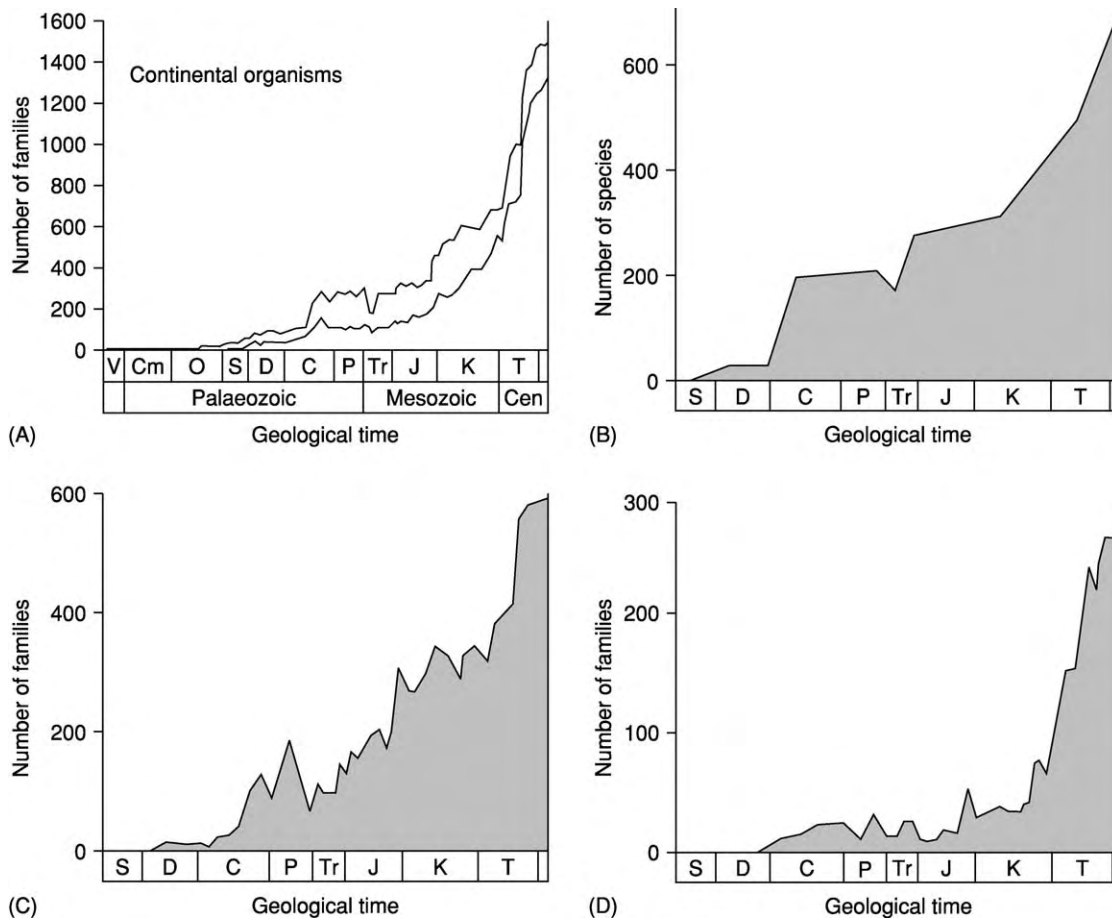 1600
1400
1200
1000
800
600
400
200
0
Number of families
Continental organisms
V Cm O S D C P Tr J K T
Palaeozoic Mesozoic Cen
Geological time
(A)
600
400
200
0
Number of species
S D C P Tr J K T
Geological time
(B)
600
400
200
0
Number of families
S D C P Tr J K T
Geological time
(C)
300
200
100
0
Number of families
S D C P Tr J K T
Geological time
(D)